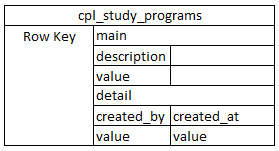 cpl_study_programs
Row Key main
description
value
detail
created_by created_at
value value